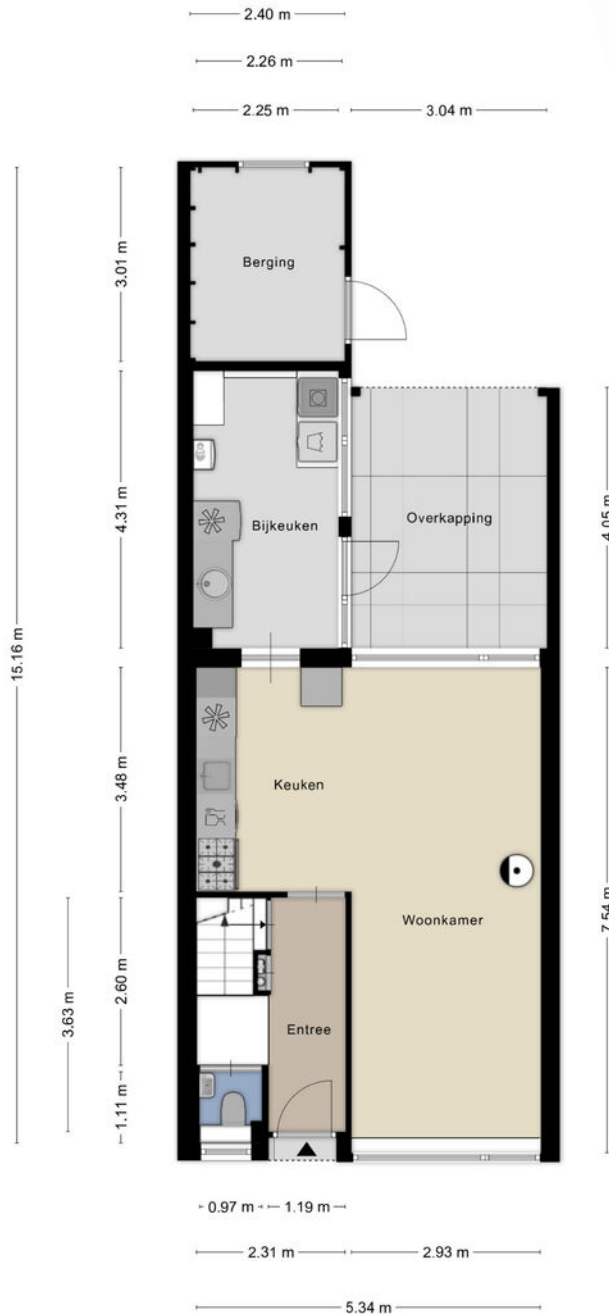 2.40 m
2.26 m
2.25 m
3.04 m
3.01 m
Berging
4.31 m
Bijkeuken
Overkapping
4.05 m
15.16 m
3.48 m
Keuken
Woonkamer
7.54 m
3.63 m
2.60 m
Entree
1.11 m
0.97 m
1.19 m
2.31 m
2.93 m
5.34 m